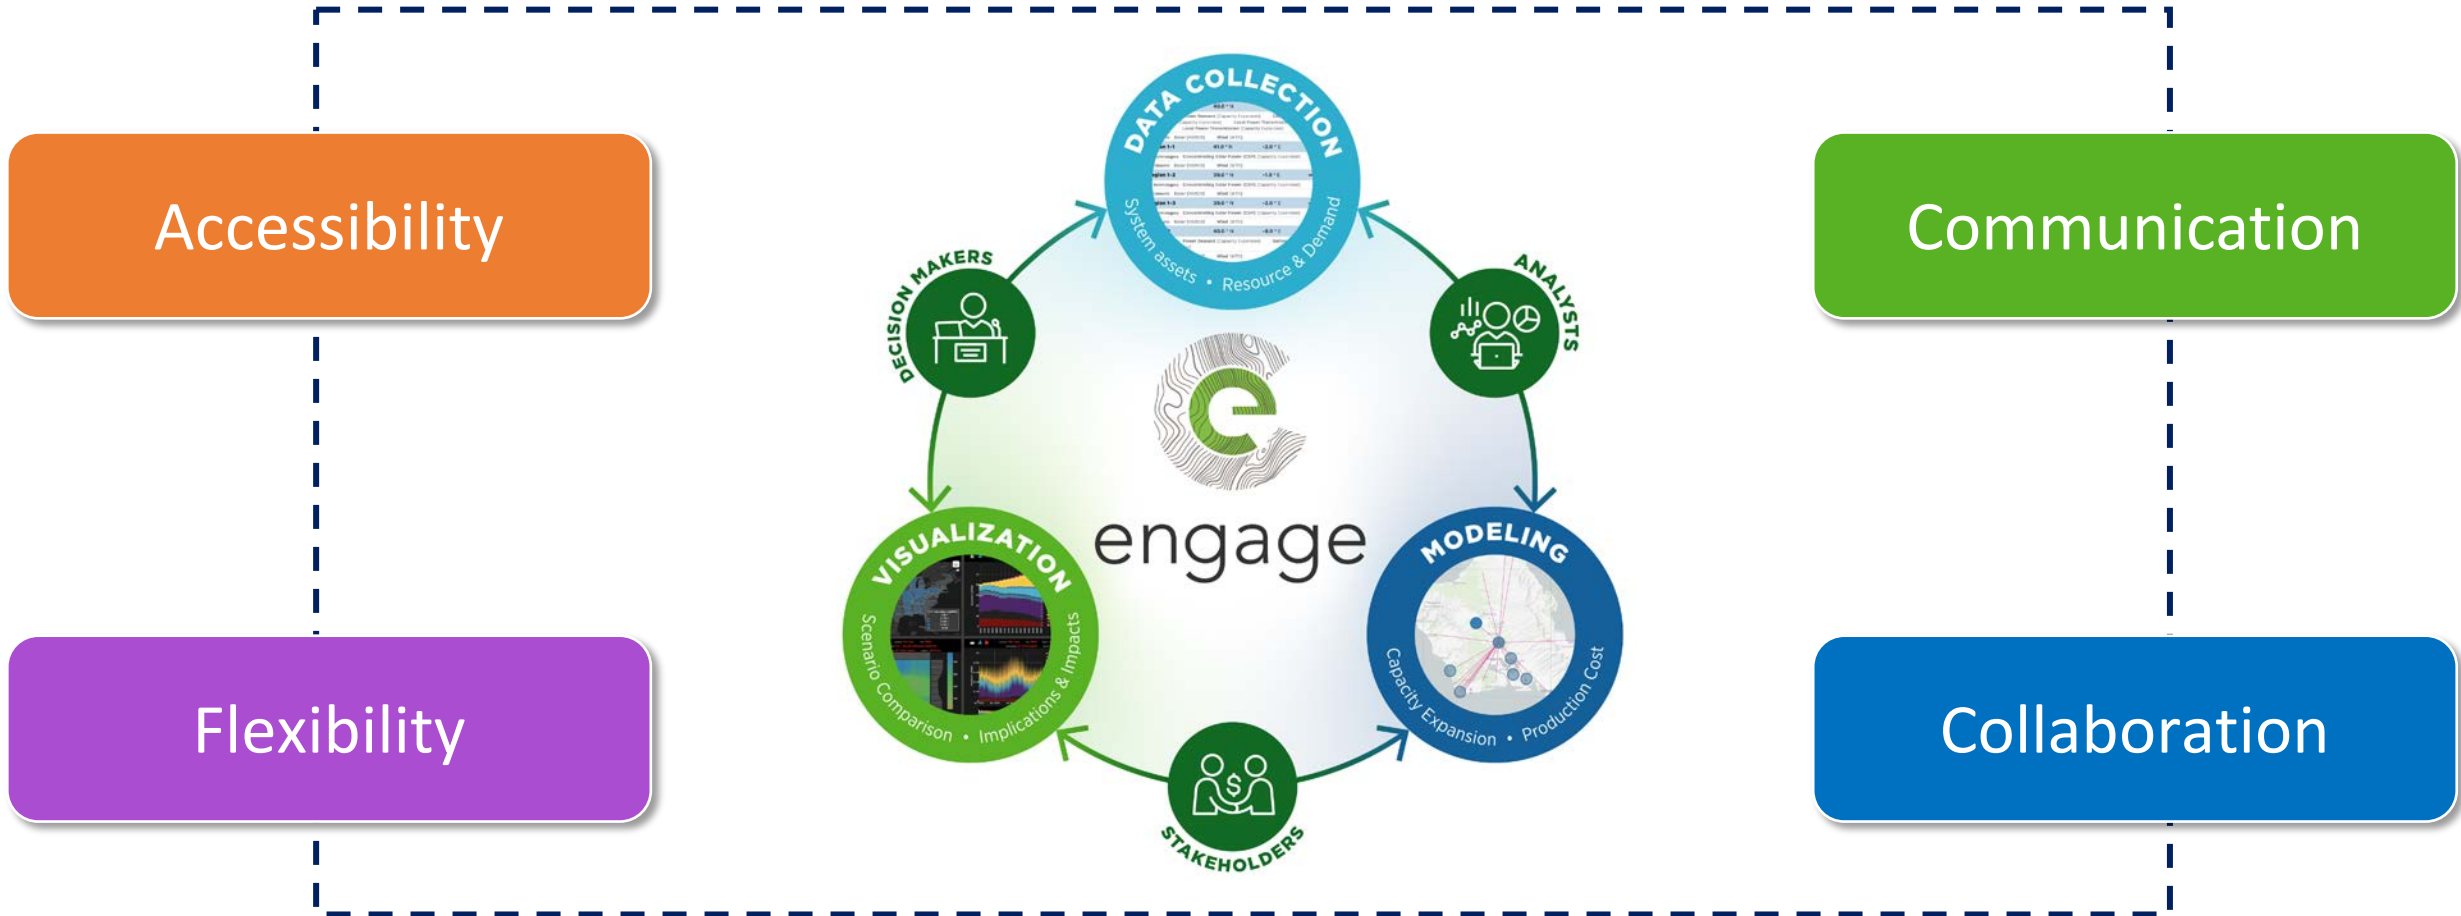 Accessibility
Flexibility
DATA COLLECTION
System assets • Resource & Demand
DECISION MAKERS
ANALYSTS
e
engage
VISUALIZATION
Scenario Comparison • Implications & Impacts
MODELING
Capacity Expansion • Production Cost
$
STAKEHOLDERS
Communication
Collaboration